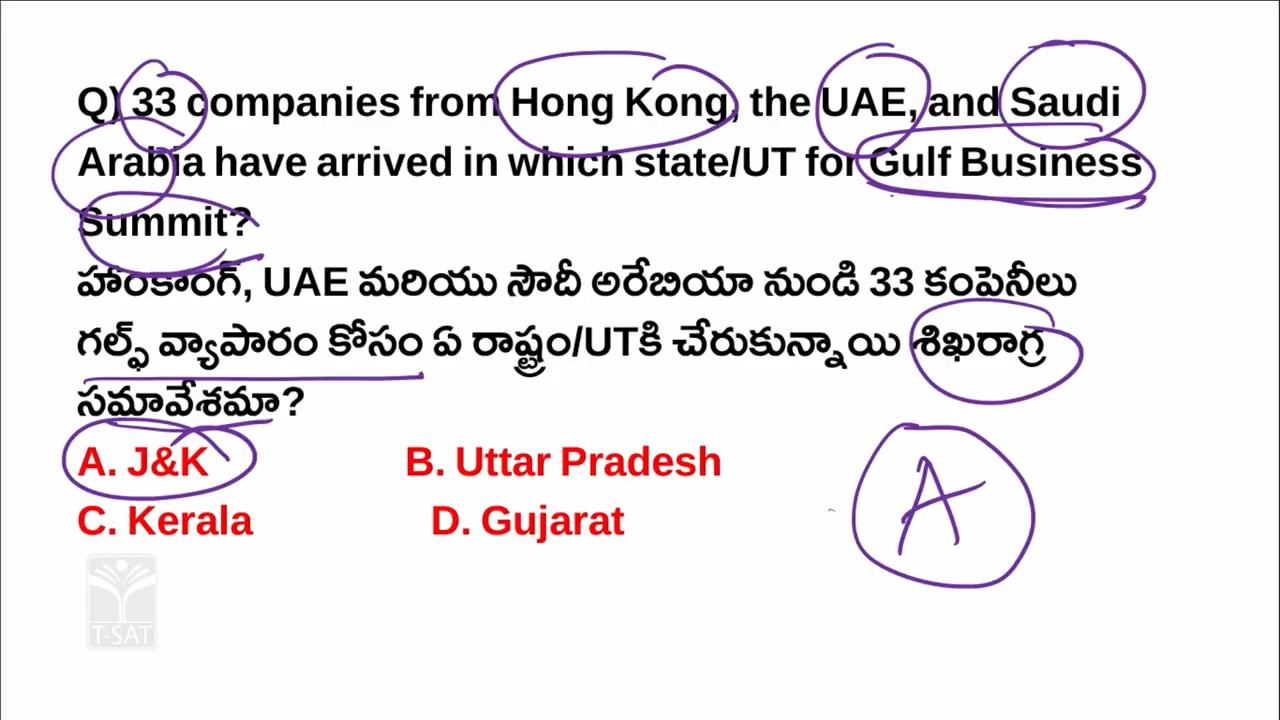 Q) 33 companies from Hong Kong, the UAE, and Saudi
Arabia have arrived in which state/UT for Gulf Business
Summit?
హాంకాంగ్, UAE మరియు సౌదీ అరేబియా నుండి 33 కంపెనీలు
గల్ఫ్ వ్యాపారం కోసం ఏ రాష్ట్రం/UTకి చేరుకున్నాయి శిఖరాగ్ర
సమావేశమా?
A. J&K B. Uttar Pradesh
C. Kerala D. Gujarat
A
T-SAT